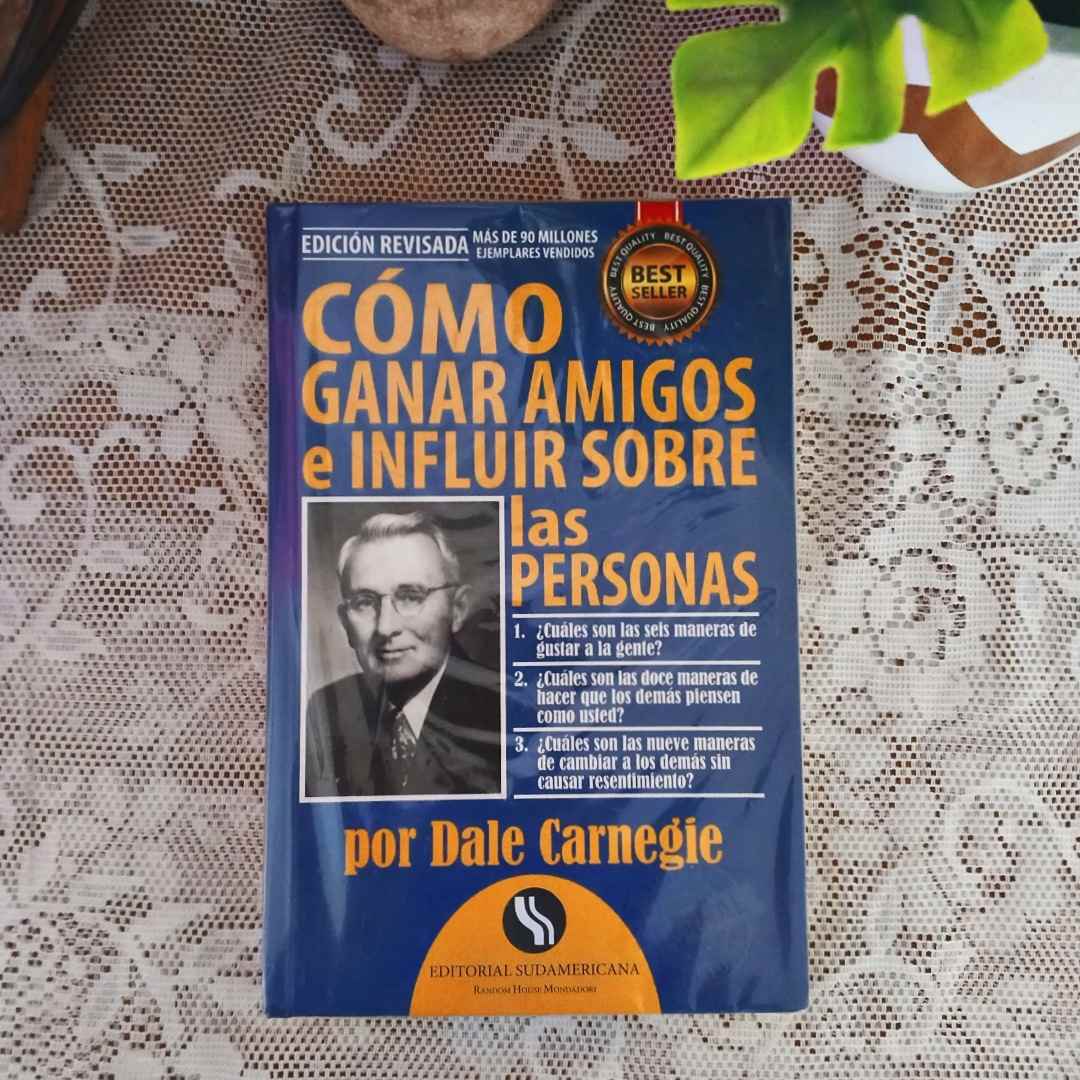 EDICIÓN REVISADA
MÁS DE 90 MILLONES
EJEMPLARES VENDIDOS
BEST QUALITY BEST QUALITY BEST QUALITY BEST QUALITY
BEST
SELLER
CÓMO
GANAR AMIGOS
e INFLUIR SOBRE
las
PERSONAS
1. ¿Cuáles son las seis maneras de
gustar a la gente?
2. ¿Cuáles son las doce maneras de
hacer que los demás piensen
como usted?
3. ¿Cuáles son las nueve maneras
de cambiar a los demás sin
causar resentimiento?
por Dale Carnegie
EDITORIAL SUDAMERICANA
RANDOM HOUSE MONDADORI